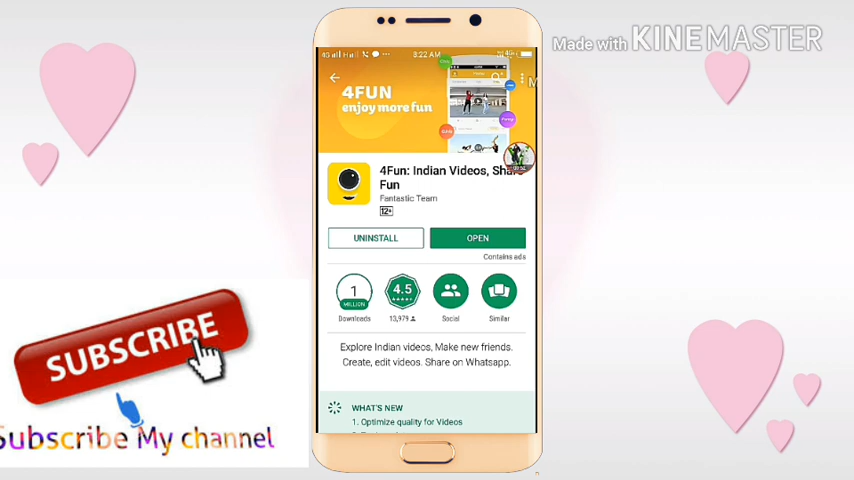 Made with KINEMASTER
3:22 AM
4FUN
enjoy more fun
4Fun: Indian Videos, Share
Fun
Fantastic Team
12+
UNINSTALL
OPEN
Contains ads
1
MILLION
4.5
Downloads
13,979
Social
Similar
Explore Indian videos, Make new friends.
Create, edit videos. Share on Whatsapp.
WHAT'S NEW
1. Optimize quality for Videos
SUBSCRIBE
Subscribe My channel